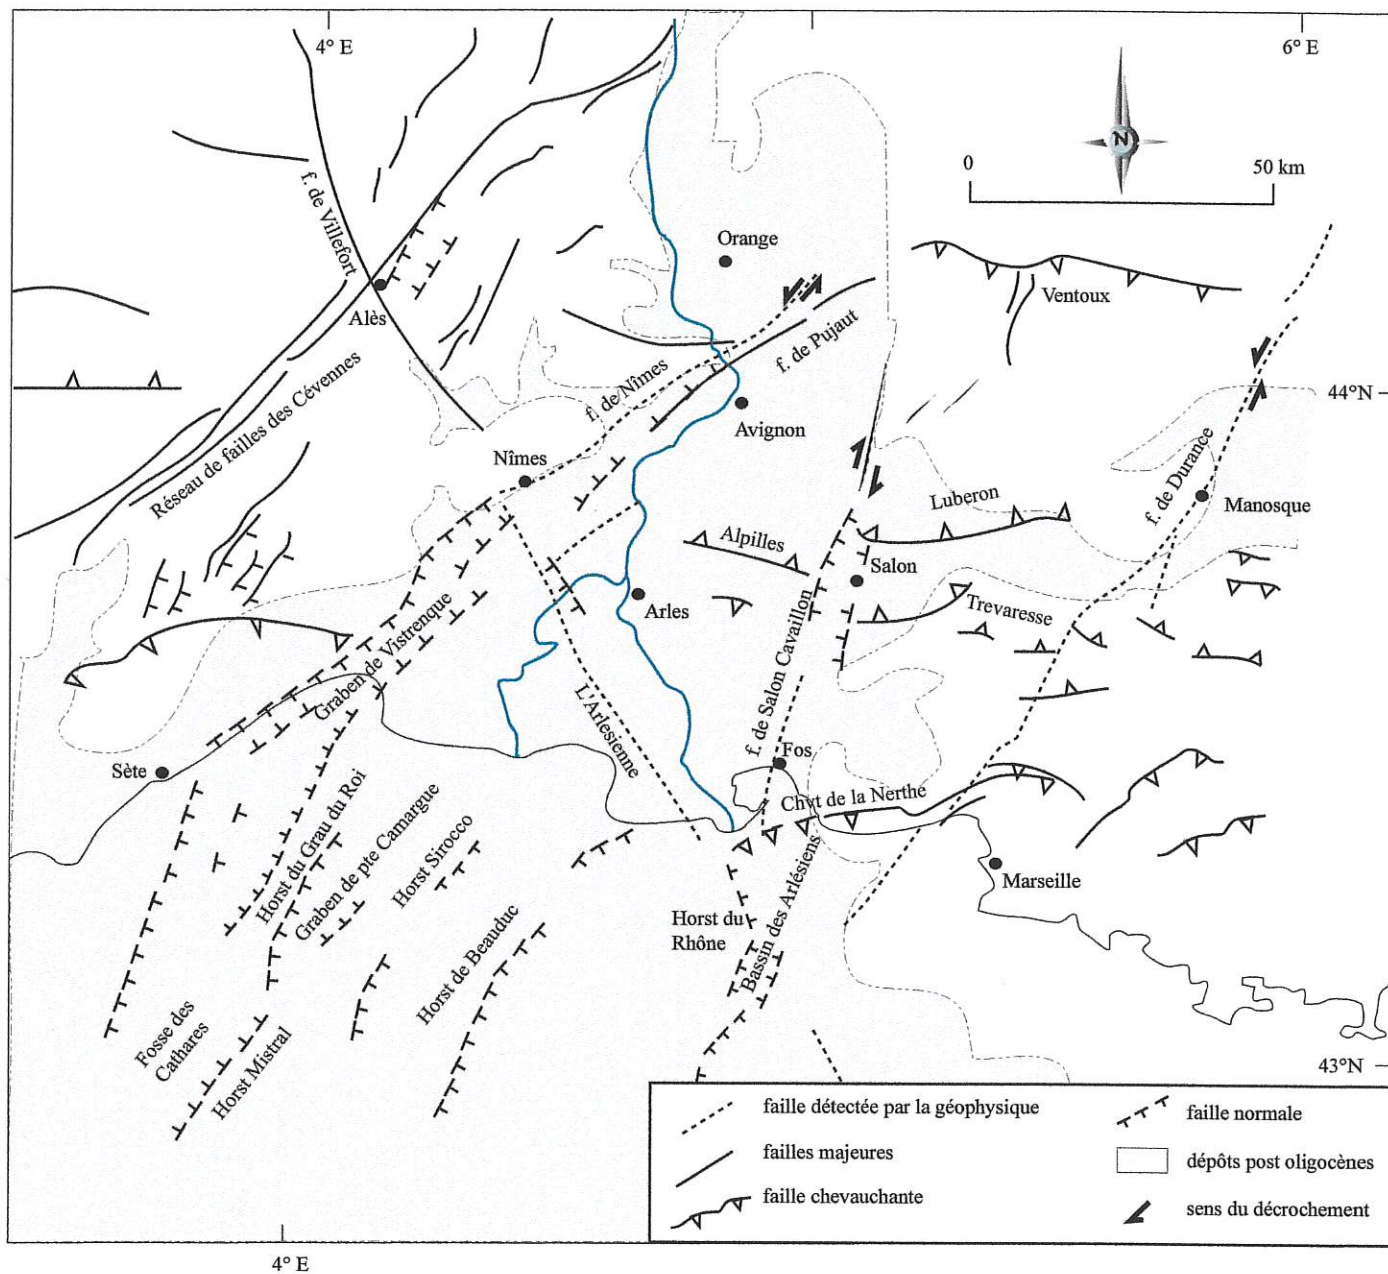 4° E
6° E
N
0
50 km
f. de Villefort
Orange
Ventoux
Alès
f. de Pujaut
f. de Nîmes
44°N
Avignon
Réseau de failles des Cévennes
Nîmes
f. de Durance
Luberon
Manosque
Alpilles
Salon
Arles
Trevaresse
Graben de Vistrenque
f. de Salon Cavaillon
L'Arlesienne
Fos
Sète
Chvt de la Nerthe
Horst du Grau du Roi
Graben de pte Camargue
Horst Sirocco
Marseille
Horst du
Rhône
Bassin des Arlésiens
Horst de Beauduc
Fosse des
Cathares
Horst Mistral
43°N
faille détectée par la géophysique
failles majeures
faille chevauchante
faille normale
dépôts post oligocènes
sens du décrochement
4° E